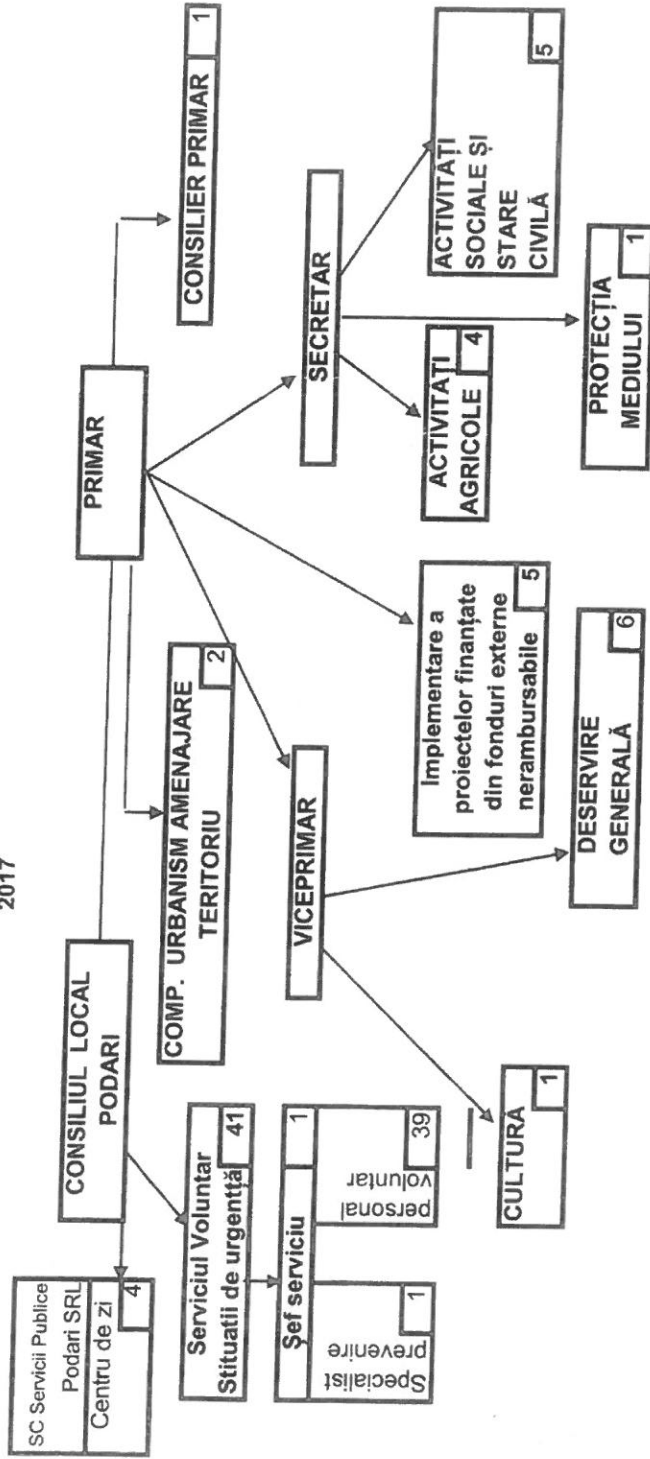 2017
CONSILIUL LOCAL
PODARI
PRIMAR
CONSILIER PRIMAR
1
SC Servicii Publice
Podari SRL
Centru de zi
4
COMP. URBANISM AMENAJARE
TERITORIU
2
Serviciul Voluntar
Stituatii de urgenttă
41
Șef serviciu
1
Specialist
prevenire
1
personal
voluntar
39
VICEPRIMAR
SECRETAR
CULTURĂ
1
DESERVIRE
GENERALĂ
6
Implementare a
proiectelor finanțate
din fonduri externe
nerambursabile
5
ACTIVITĂȚI
AGRICOLE
4
PROTECȚIA
MEDIULUI
1
ACTIVITĂȚI
SOCIALE ȘI
STARE
CIVILĂ
5